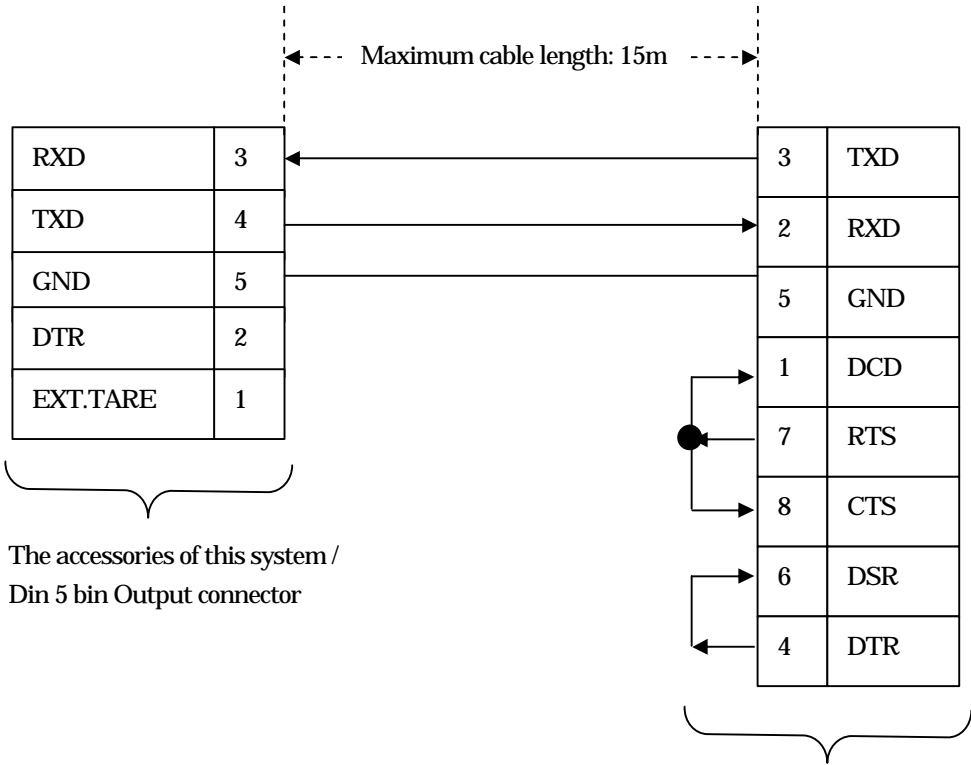 Maximum cable length: 15m
RXD 3
TXD 4
GND 5
DTR 2
EXT.TARE 1
3 TXD
2 RXD
5 GND
1 DCD
7 RTS
8 CTS
6 DSR
4 DTR
The accessories of this system /
Din 5 bin Output connector